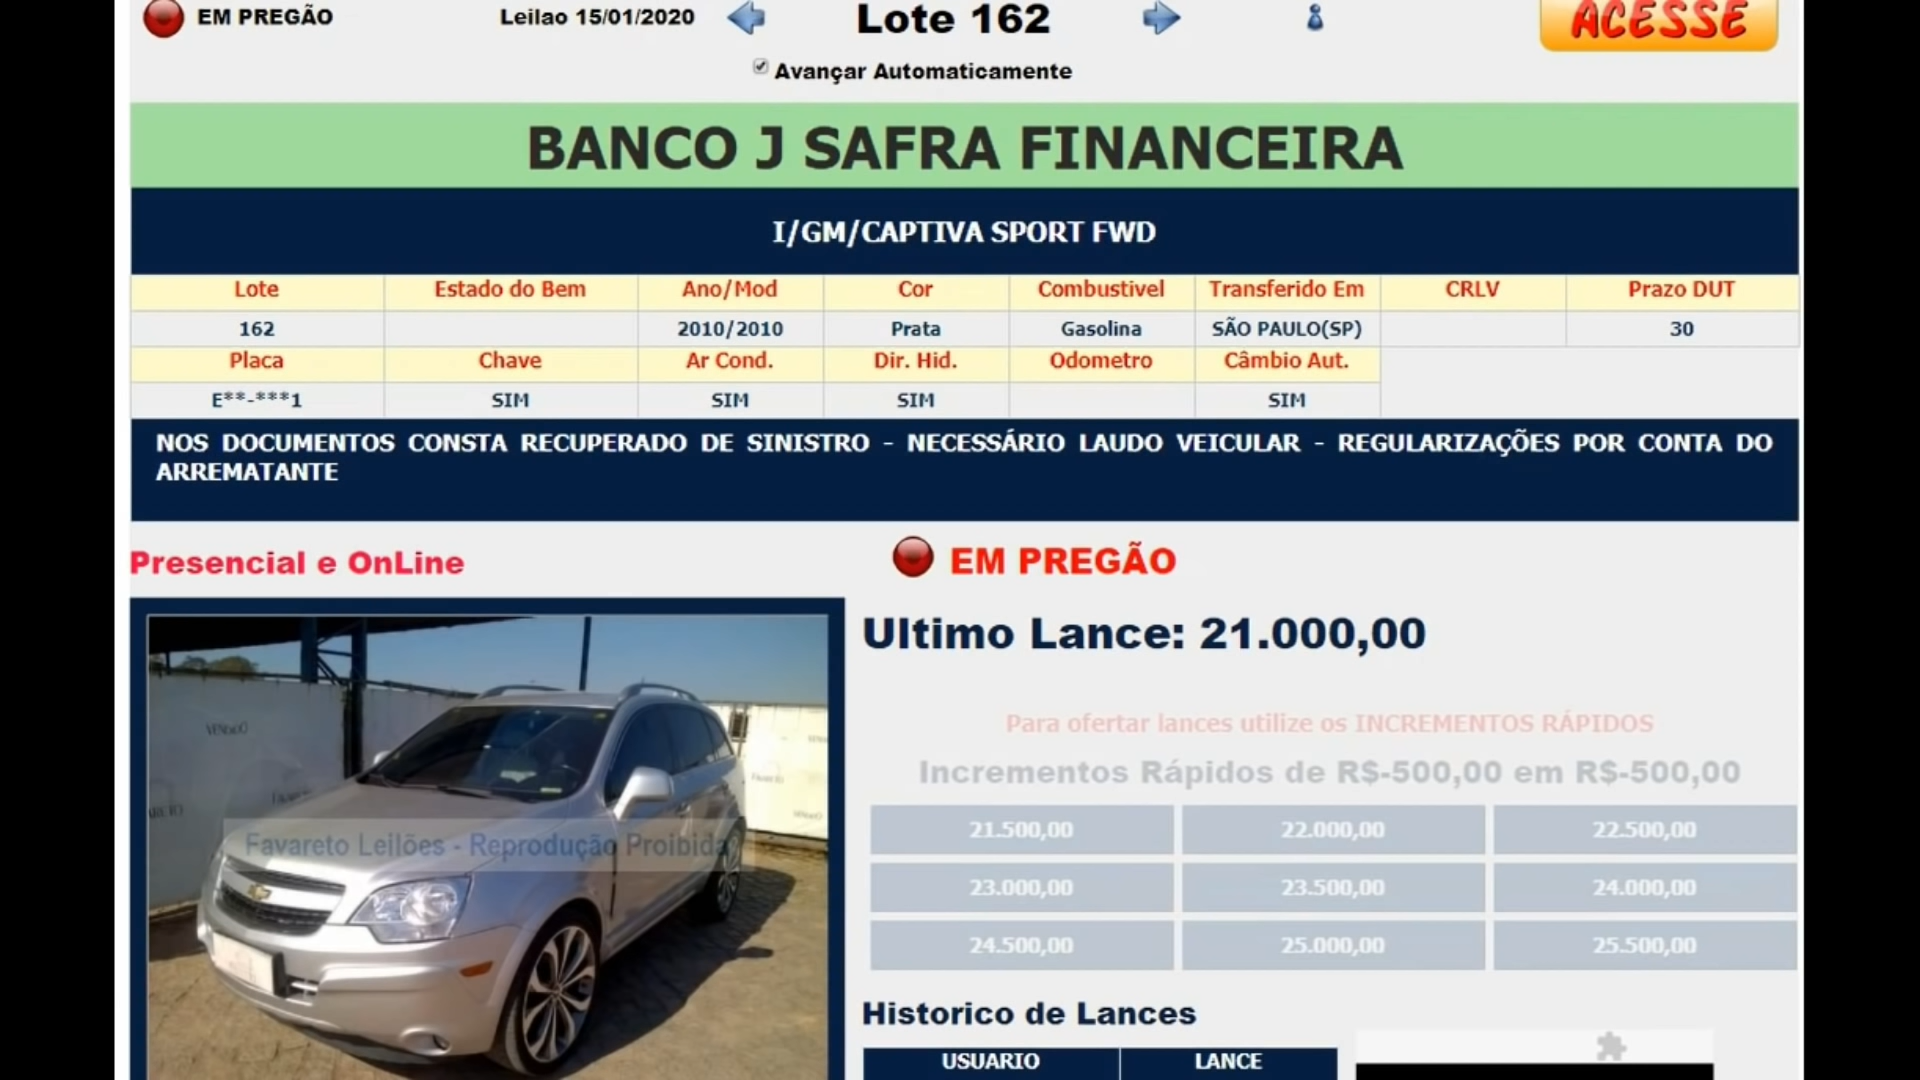 EM PREGÃO
Leilao 15/01/2020
Lote 162
ACESSE
Avançar Automaticamente
BANCO J SAFRA FINANCEIRA
I/GM/CAPTIVA SPORT FWD
Lote Estado do Bem Ano/Mod Cor Combustivel Transferido Em CRLV Prazo DUT
162 2010/2010 Prata Gasolina SÃO PAULO(SP) 30
Placa Chave Ar Cond. Dir. Hid. Odometro Câmbio Aut.
E**-***1 SIM SIM SIM SIM
NOS DOCUMENTOS CONSTA RECUPERADO DE SINISTRO - NECESSÁRIO LAUDO VEICULAR - REGULARIZAÇÕES POR CONTA DO
ARREMATANTE
Presencial e OnLine
EM PREGÃO
Ultimo Lance: 21.000,00
Para ofertar lances utilize os INCREMENTOS RÁPIDOS
Incrementos Rápidos de R$-500,00 em R$-500,00
21.500,00 22.000,00 22.500,00
23.000,00 23.500,00 24.000,00
24.500,00 25.000,00 25.500,00
Favareto Leilões - Reprodução Proibida
Historico de Lances
USUARIO LANCE